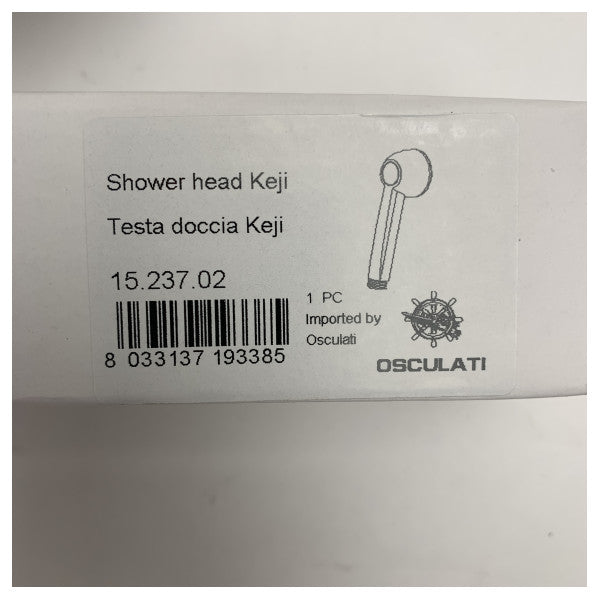 Shower head Keji
Testa doccia Keji
15.237.02
8 033137 193385
1 PC
Imported by
Osculati
OSCULATI